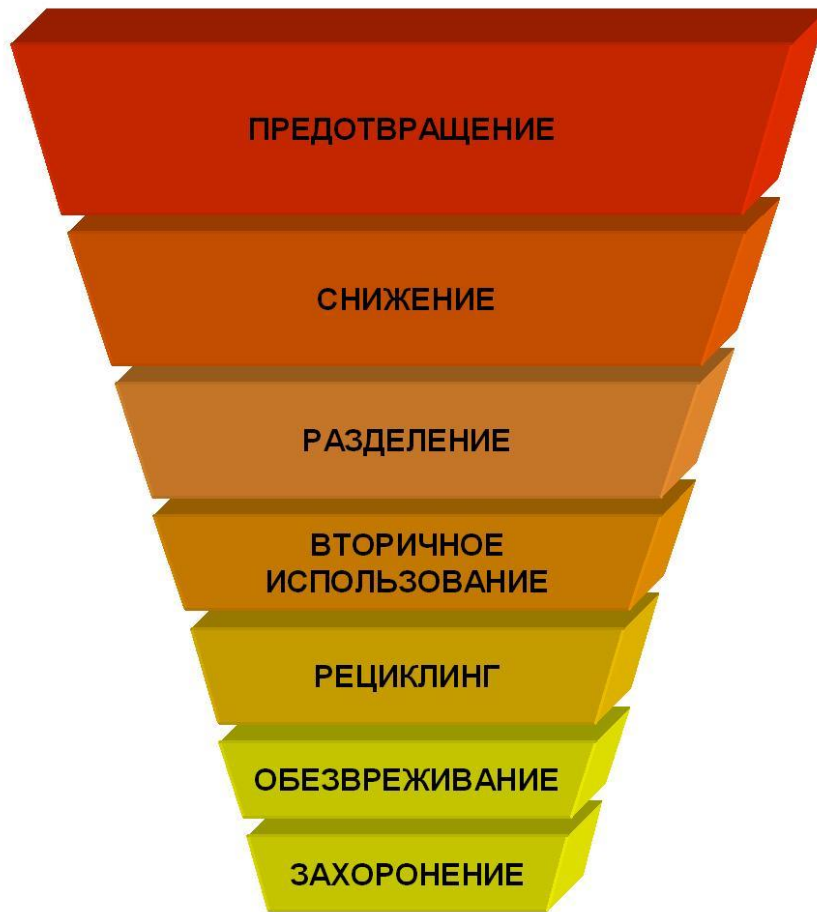 ПРЕДОТВРАЩЕНИЕ
СНИЖЕНИЕ
РАЗДЕЛЕНИЕ
ВТОРИЧНОЕ
ИСПОЛЬЗОВАНИЕ
РЕЦИКЛИНГ
ОБЕЗВРЕЖИВАНИЕ
ЗАХОРОНЕНИЕ